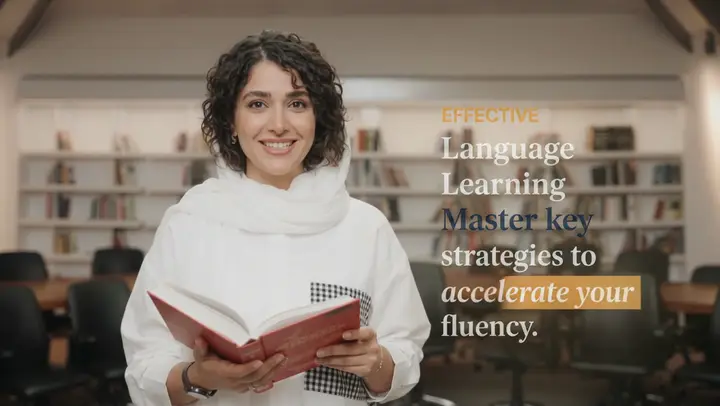 EFFECTIVE
Language
Learning
Master key
strategies to
accelerate your
fluency.